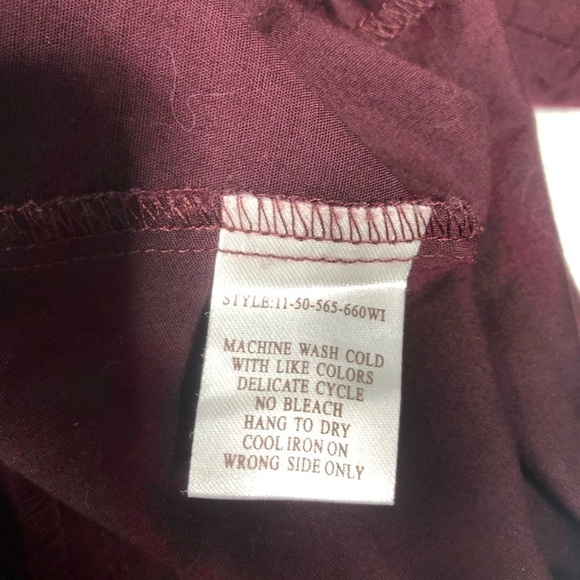 STYLE:11-50-565-660WI
MACHINE WASH COLD
WITH LIKE COLORS
DELICATE CYCLE
NO BLEACH
HANG TO DRY
COOL IRON ON
WRONG SIDE ONLY